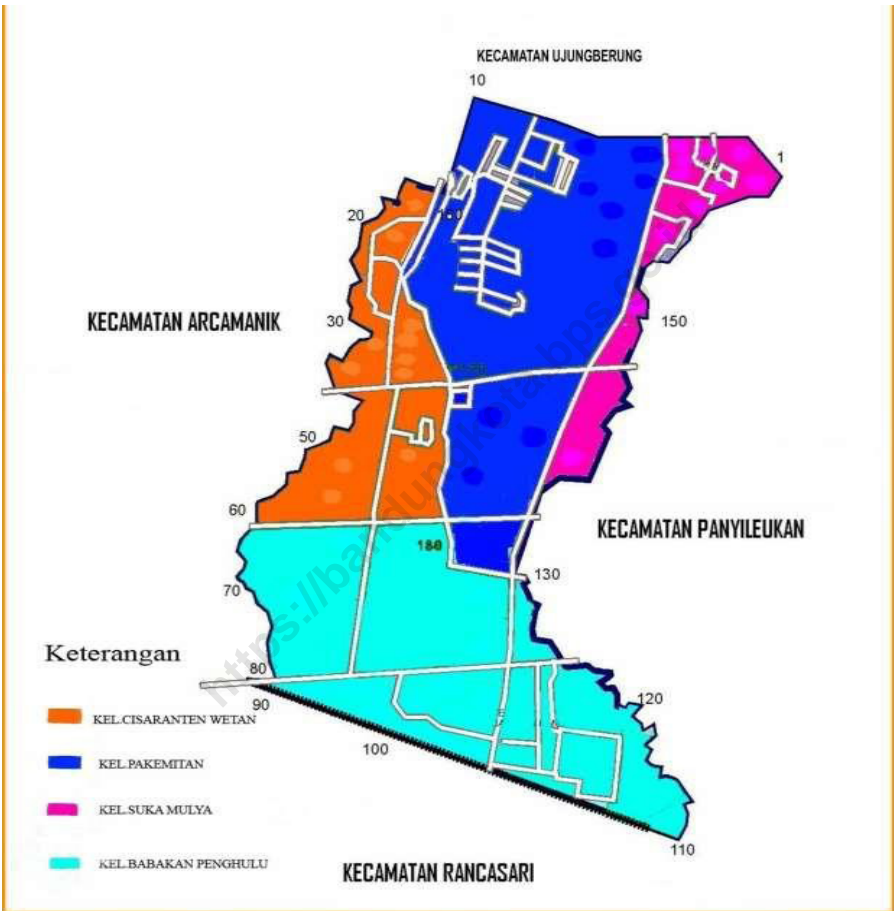 KECAMATAN UJUNGBERUNG
10
1
20
KECAMATAN ARCAMANIK
30
150
50
60
KECAMATAN PANYILEUKAN
130
70
Keterangan
80
120
90
KEL.CISARANTEN WETAN
100
KEL.PAKEMITAN
KEL.SUKA MULYA
110
KEL.BABAKAN PENGHULU
KECAMATAN RANCASARI